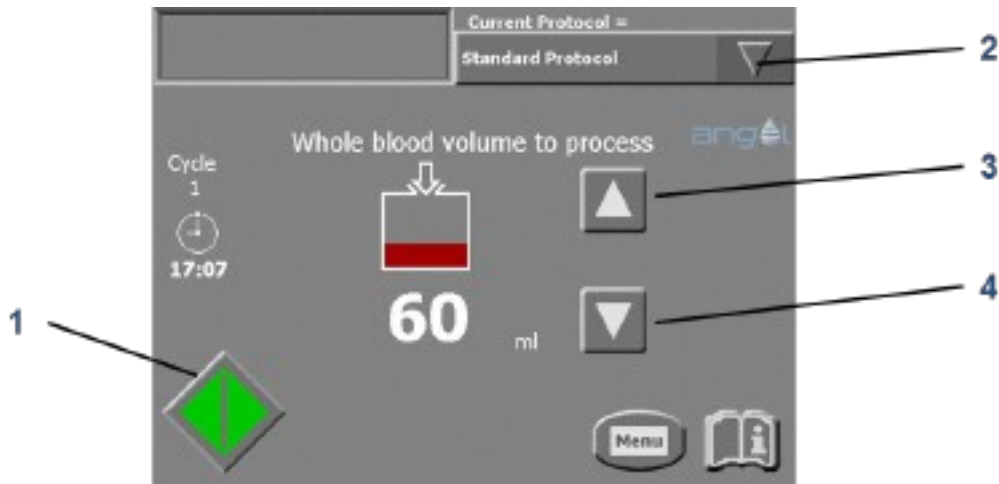 Current Protocol =
Standard Protocol
2
angel
Whole blood volume to process
3
Cycle
1
17:07
60
ml
4
1
Menu
i